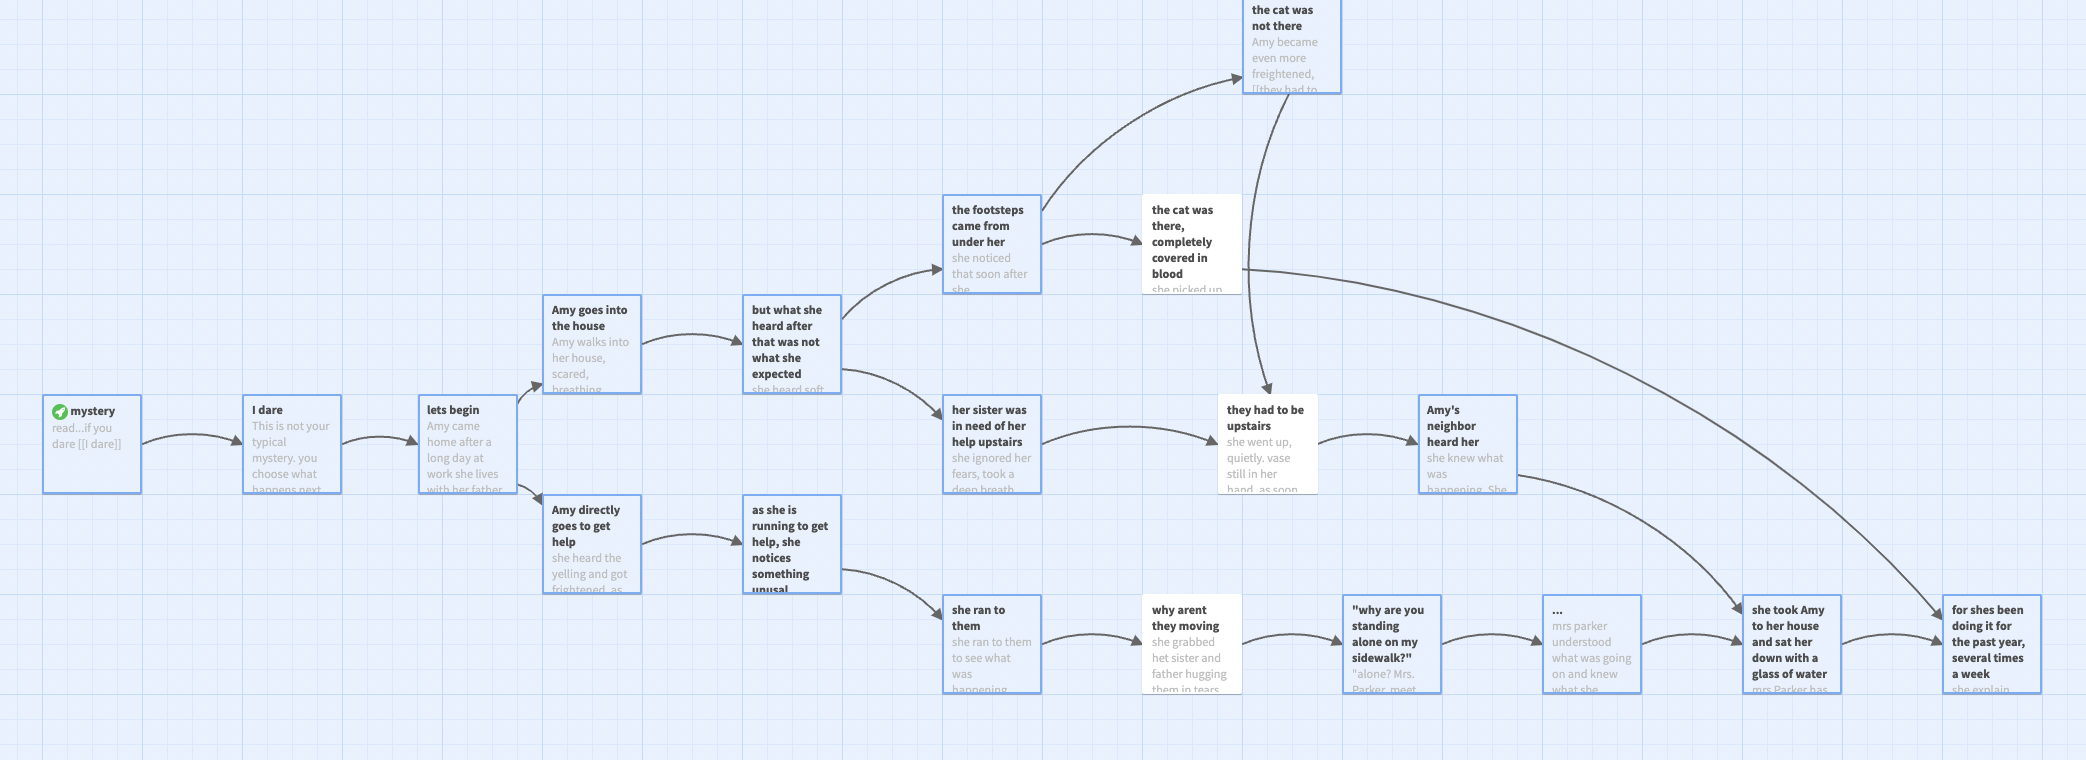 the cat was
not there
Amy became
even more
freightened,
[[they had to
the footsteps
came from
under her
she noticed
that soon after
she
the cat was
there,
completely
covered in
blood
she picked up
Amy goes into
the house
Amy walks into
her house,
scared,
breathing
but what she
heard after
that was not
what she
expected
she heard soft
mystery
read...if you
dare [[I dare]]
I dare
This is not your
typical
mystery. you
choose what
happens next
lets begin
Amy came
home after a
long day at
work she lives
with her father
her sister was
in need of her
help upstairs
she ignored her
fears, took a
deep breath
they had to be
upstairs
she went up,
quietly. vase
still in her
hand. as soon
Amy's
neighbor
heard her
she knew what
was
happening. She
Amy directly
goes to get
help
she heard the
yelling and got
frightened. as
as she is
running to get
help, she
notices
something
unusal
she ran to
them
she ran to them
to see what
was
happening
why arent
they moving
she grabbed
het sister and
father hugging
them in tears
"why are you
standing
alone on my
sidewalk?"
"alone? Mrs.
Parker, meet
...
mrs parker
understood
what was going
on and knew
what she
she took Amy
to her house
and sat her
down with a
glass of water
mrs Parker has
for shes been
doing it for
the past year,
several times
a week
she explain